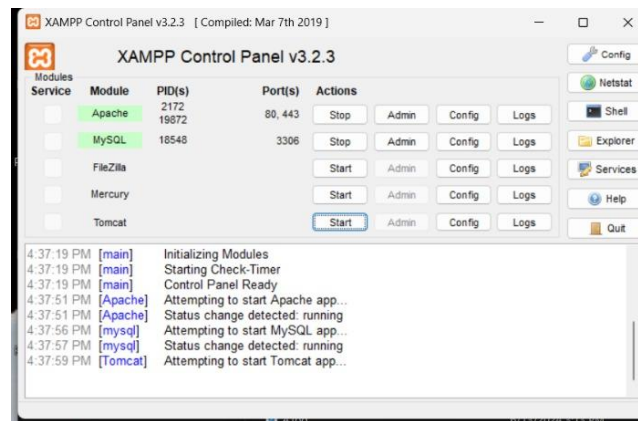 XAMPP Control Panel v3.2.3 [ Compiled: Mar 7th 2019 ]
XAMPP Control Panel v3.2.3
Config
Modules
Service Module PID(s) Port(s) Actions
Netstat
Apache 2172 19872 80, 443 Stop Admin Config Logs
Shell
MySQL 18548 3306 Stop Admin Config Logs
Explorer
FileZilla Start Admin Config Logs
Services
Mercury Start Admin Config Logs
Help
Tomcat Start Admin Config Logs
Quit
4:37:19 PM [main] Initializing Modules
4:37:19 PM [main] Starting Check-Timer
4:37:19 PM [main] Control Panel Ready
4:37:51 PM [Apache] Attempting to start Apache app...
4:37:51 PM [Apache] Status change detected: running
4:37:56 PM [mysql] Attempting to start MySQL app...
4:37:57 PM [mysql] Status change detected: running
4:37:59 PM [Tomcat] Attempting to start Tomcat app...